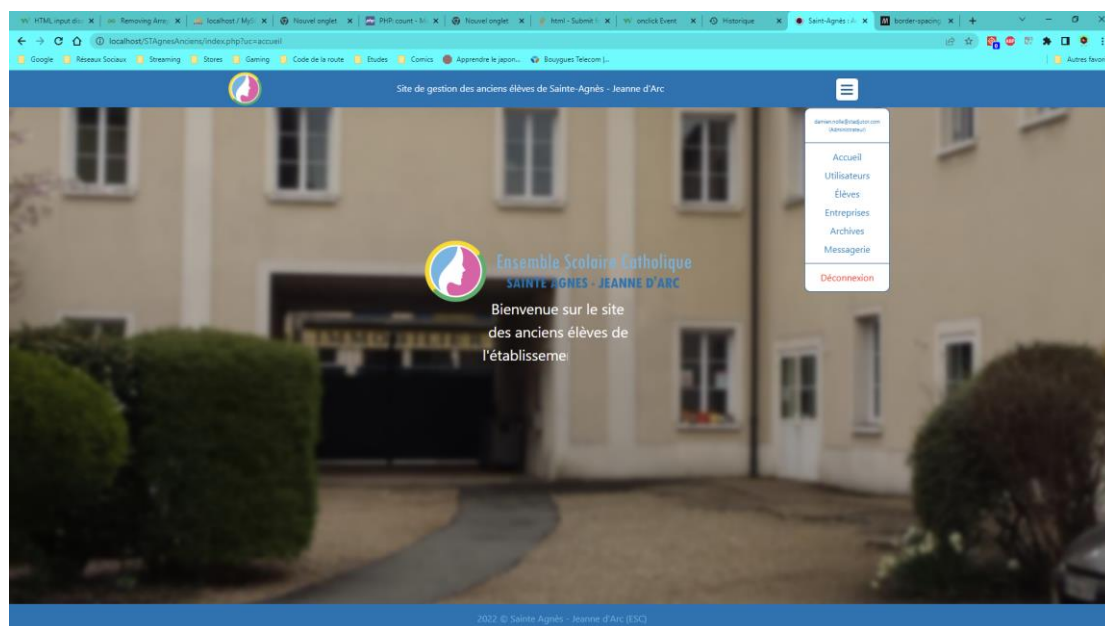 HTML input dis
Removing Arre
localhost / MyS
Nouvel onglet
PHP: count - M
Nouvel onglet
html - Submit f
onclick Event
Historique
Saint-Agnès : A
border-spacing
localhost/STAgnesAnciens/index.php?uc=accueil
Google
Réseaux Sociaux
Streaming
Stores
Gaming
Code de la route
Etudes
Comics
Apprendre le japon...
Bouygues Telecom |...
Autres favor
Site de gestion des anciens élèves de Sainte-Agnès - Jeanne d'Arc
(Administrateur)
Accueil
Utilisateurs
Élèves
Entreprises
Archives
Messagerie
Déconnexion
Ensemble Scolaire Catholique
SAINTE AGNES - JEANNE D'ARC
Bienvenue sur le site
des anciens élèves de
l'établisseme
2022 © Sainte Agnès - Jeanne d'Arc (ESC)